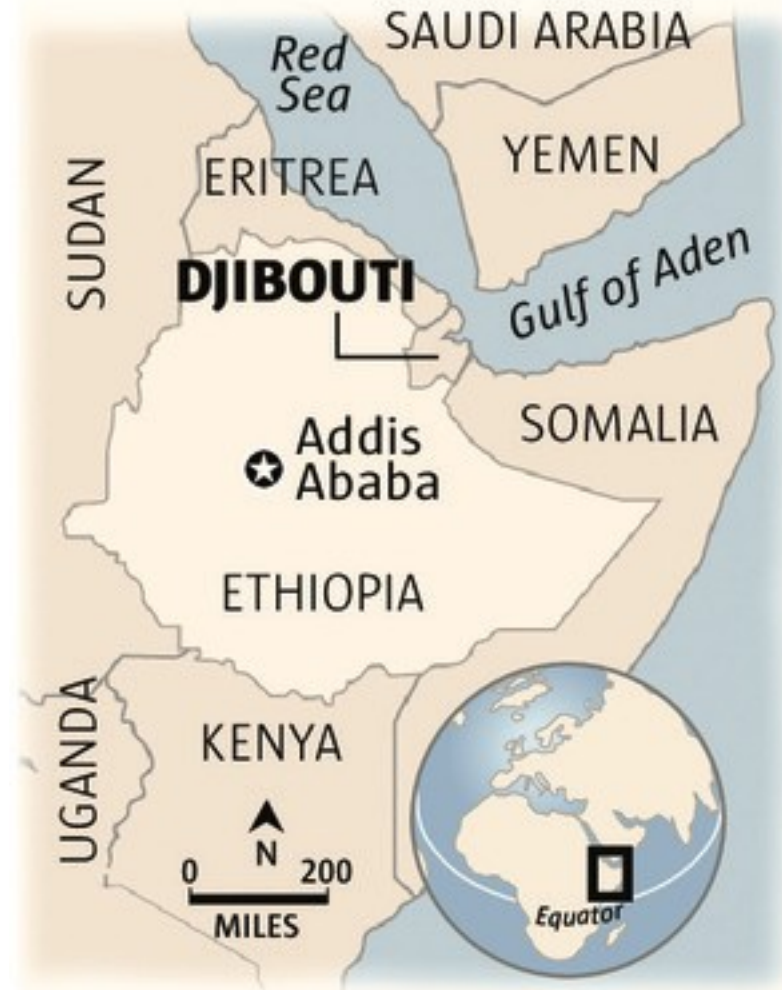 SAUDI ARABIA
Red
Sea
YEMEN
ERITREA
SUDAN
DJIBOUTI
Gulf of Aden
SOMALIA
Addis
Ababa
ETHIOPIA
UGANDA
KENYA
N
0 200
MILES
Equator